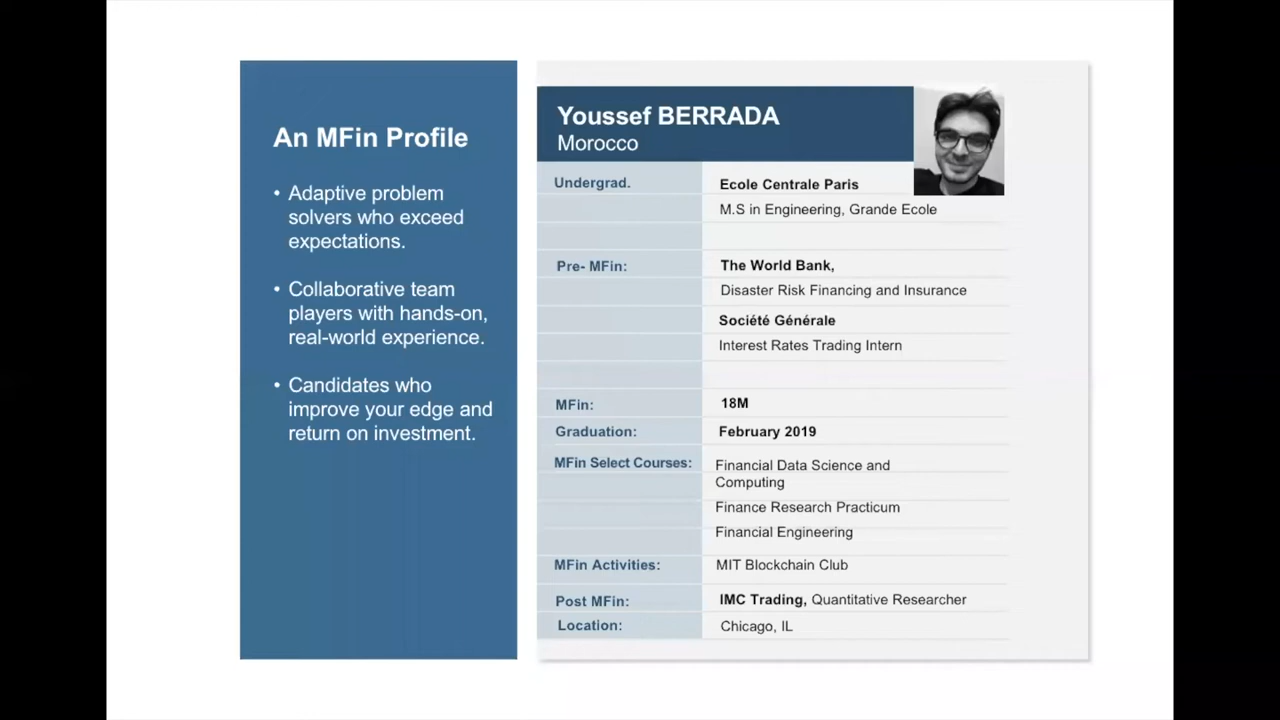 An MFin Profile
• Adaptive problem
solvers who exceed
expectations.
• Collaborative team
players with hands-on,
real-world experience.
• Candidates who
improve your edge and
return on investment.
Youssef BERRADA
Morocco
Undergrad. Ecole Centrale Paris
M.S in Engineering, Grande Ecole
Pre- MFin: The World Bank,
Disaster Risk Financing and Insurance
Société Générale
Interest Rates Trading Intern
MFin: 18M
Graduation: February 2019
MFin Select Courses: Financial Data Science and
Computing
Finance Research Practicum
Financial Engineering
MFin Activities: MIT Blockchain Club
Post MFin: IMC Trading, Quantitative Researcher
Location: Chicago, IL